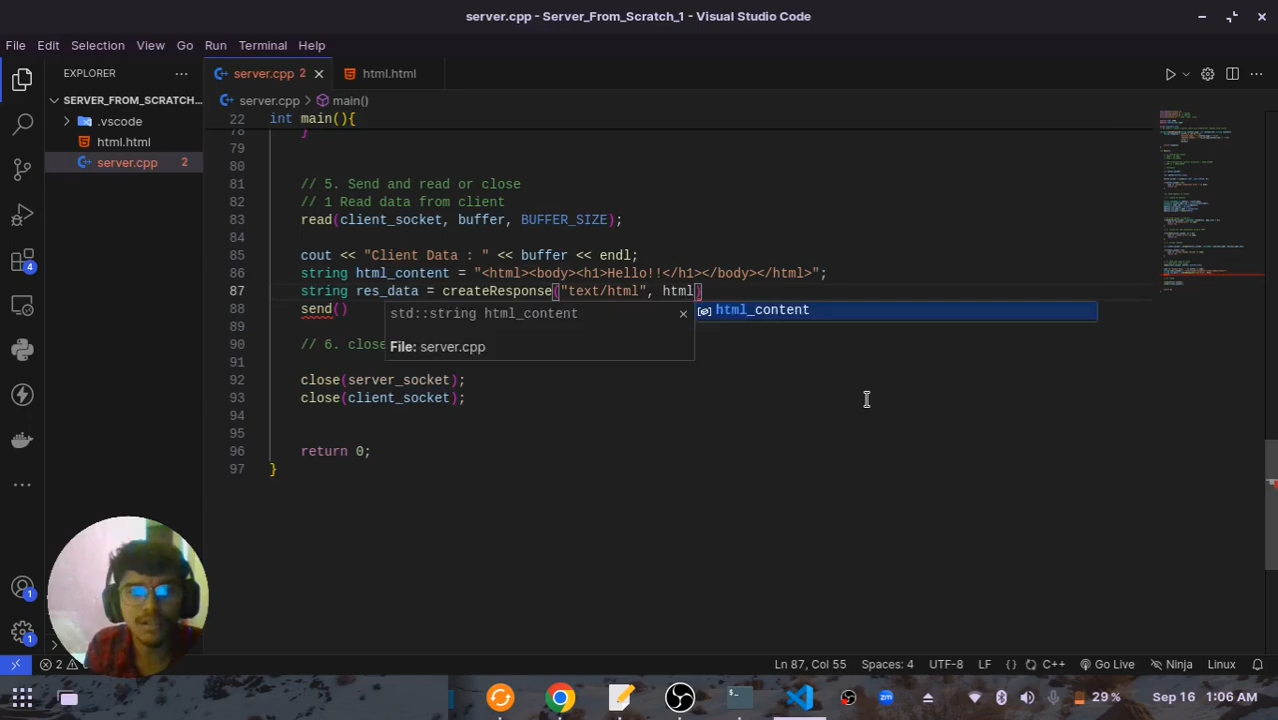 server.cpp - Server_From_Scratch_1 - Visual Studio Code
File Edit Selection View Go Run Terminal Help
EXPLORER
server.cpp 2
html.html
SERVER_FROM_SCRATCH...
server.cpp > main()
.vscode
22 int main(){
html.html
78 }
server.cpp 2
79
80
81 // 5. Send and read or close
82 // 1 Read data from client
83 read(client_socket, buffer, BUFFER_SIZE);
84
85 cout << "Client Data : " << buffer << endl;
86 string html_content = "<html><body><h1>Hello!!</h1></body></html>";
87 string res_data = createResponse("text/html", html)
88 send()
std::string html_content
File: server.cpp
html_content
89
90 // 6. close
91
92 close(server_socket);
93 close(client_socket);
94
95
96 return 0;
97 }
4
1
1
2
Ln 87, Col 55 Spaces: 4 UTF-8 LF {} C++ Go Live Ninja Linux
29 % Sep 16 1:06 AM